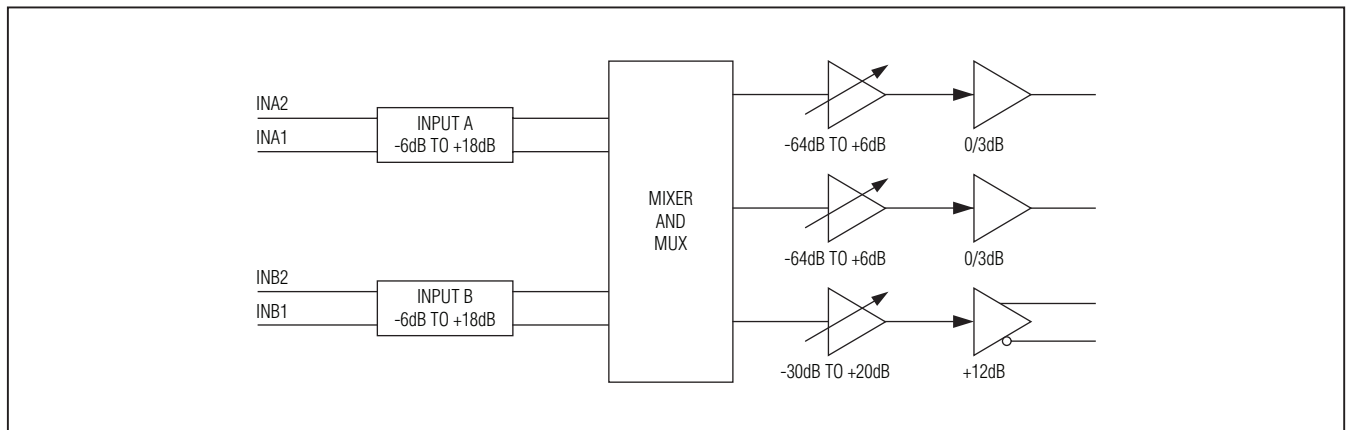 INA2
INA1
INPUT A
-6dB TO +18dB
INB2
INB1
INPUT B
-6dB TO +18dB
MIXER
AND
MUX
-64dB TO +6dB
0/3dB
-64dB TO +6dB
0/3dB
-30dB TO +20dB
+12dB